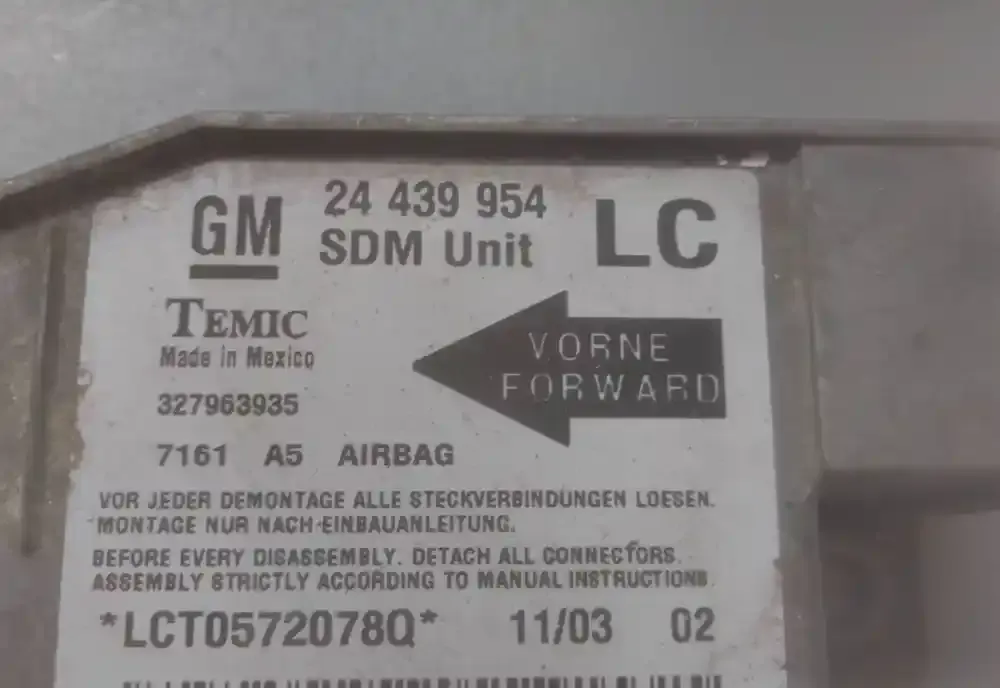 GM 24 439 954 LC
SDM Unit
TEMIC
Made in Mexico
VORNE
FORWARD
327963935
7161 A5 AIRBAG
VOR JEDER DEMONTAGE ALLE STECKVERBINDUNGEN LOESEN.
MONTAGE NUR NACH EINBAUANLEITUNG.
BEFORE EVERY DISASSEMBLY. DETACH ALL CONNECTORS.
ASSEMBLY STRICTLY ACCORDING TO MANUAL INSTRUCTIONS.
*LCT0572078Q* 11/03 02